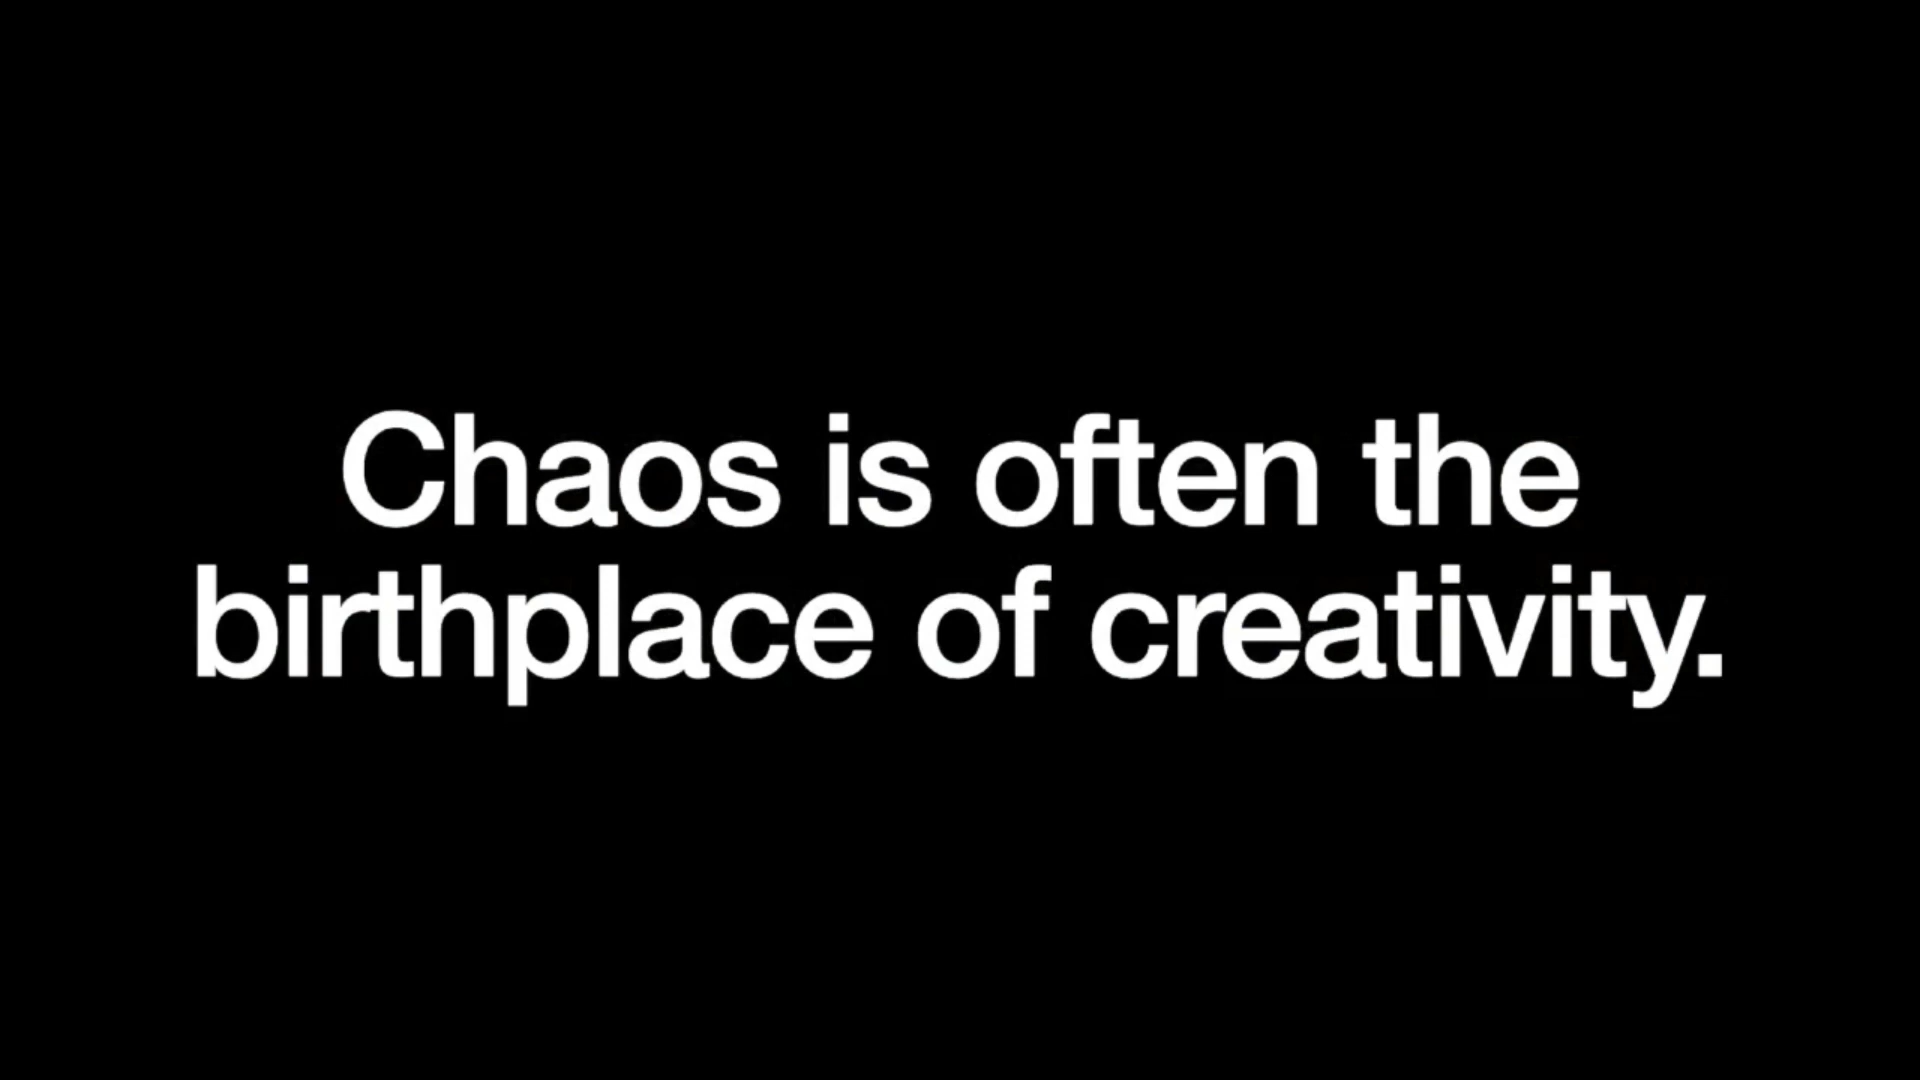 Chaos is often the
birthplace of creativity.